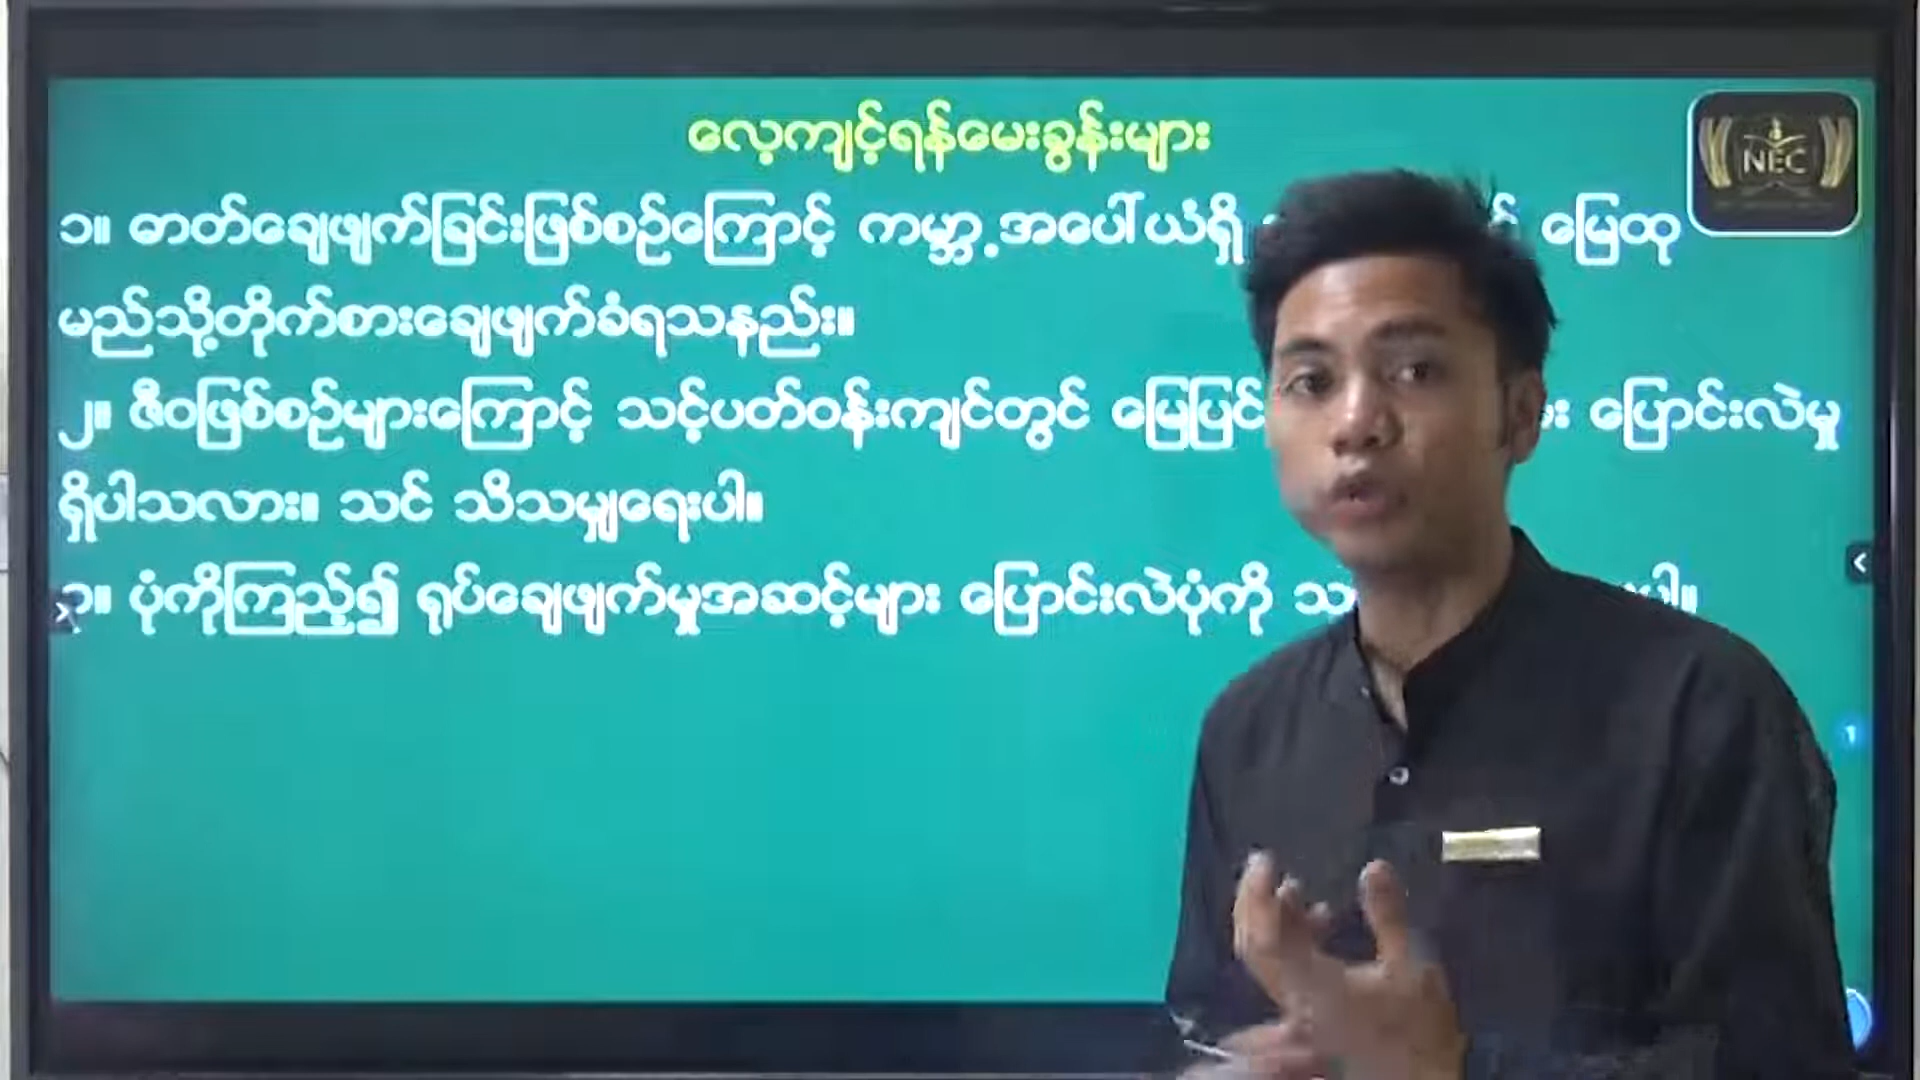 လေ့ကျင့်ရန်မေးခွန်းများ
NEC
၁။ ဓာတ်ချေဖျက်ခြင်းဖြစ်စဉ်ကြောင့် ကမ္ဘာ့အပေါ်ယံရှိ မြေထု
မည်သို့တိုက်စားချေဖျက်ခံရသနည်း။
၂။ ဇီဝဖြစ်စဉ်များကြောင့် သင့်ပတ်ဝန်းကျင်တွင် မြေပြင် ပြောင်းလဲမှု
ရှိပါသလား။ သင် သိသမျှရေးပါ။
၃။ ပုံကိုကြည့်၍ ရုပ်ချေဖျက်မှုအဆင့်များ ပြောင်းလဲပုံကို